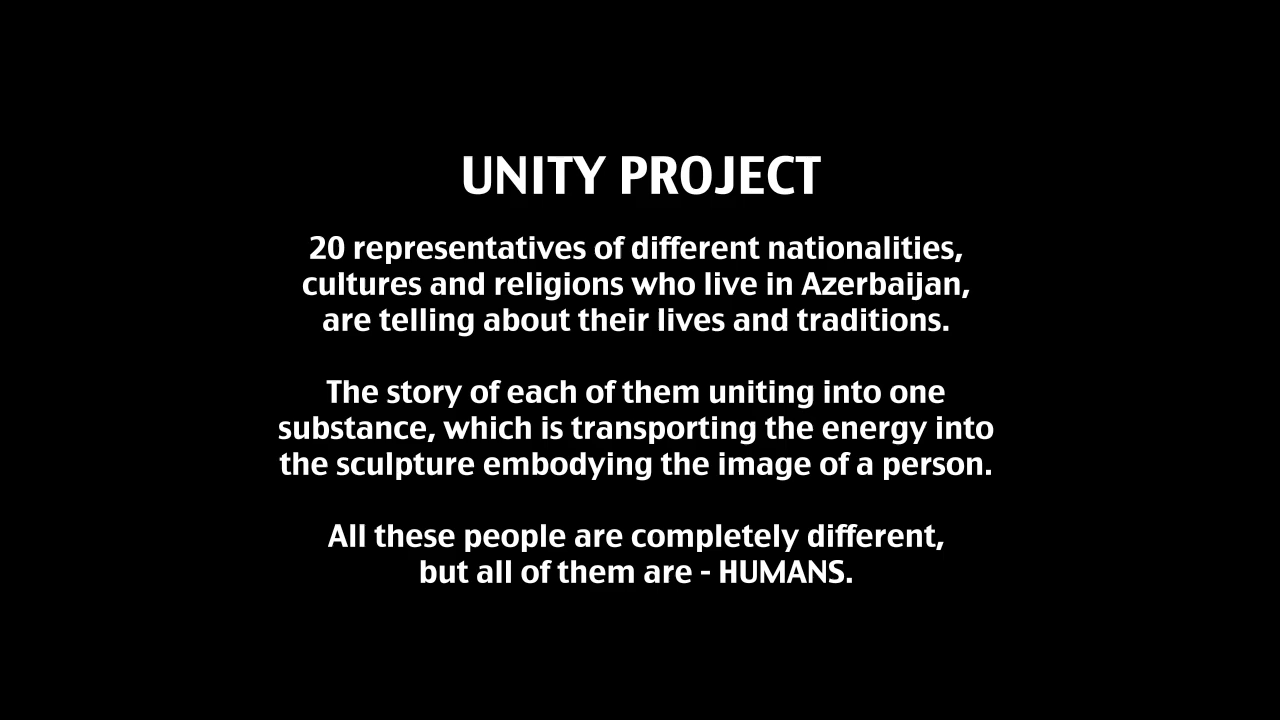 UNITY PROJECT
20 representatives of different nationalities,
cultures and religions who live in Azerbaijan,
are telling about their lives and traditions.
The story of each of them uniting into one
substance, which is transporting the energy into
the sculpture embodying the image of a person.
All these people are completely different,
but all of them are - HUMANS.